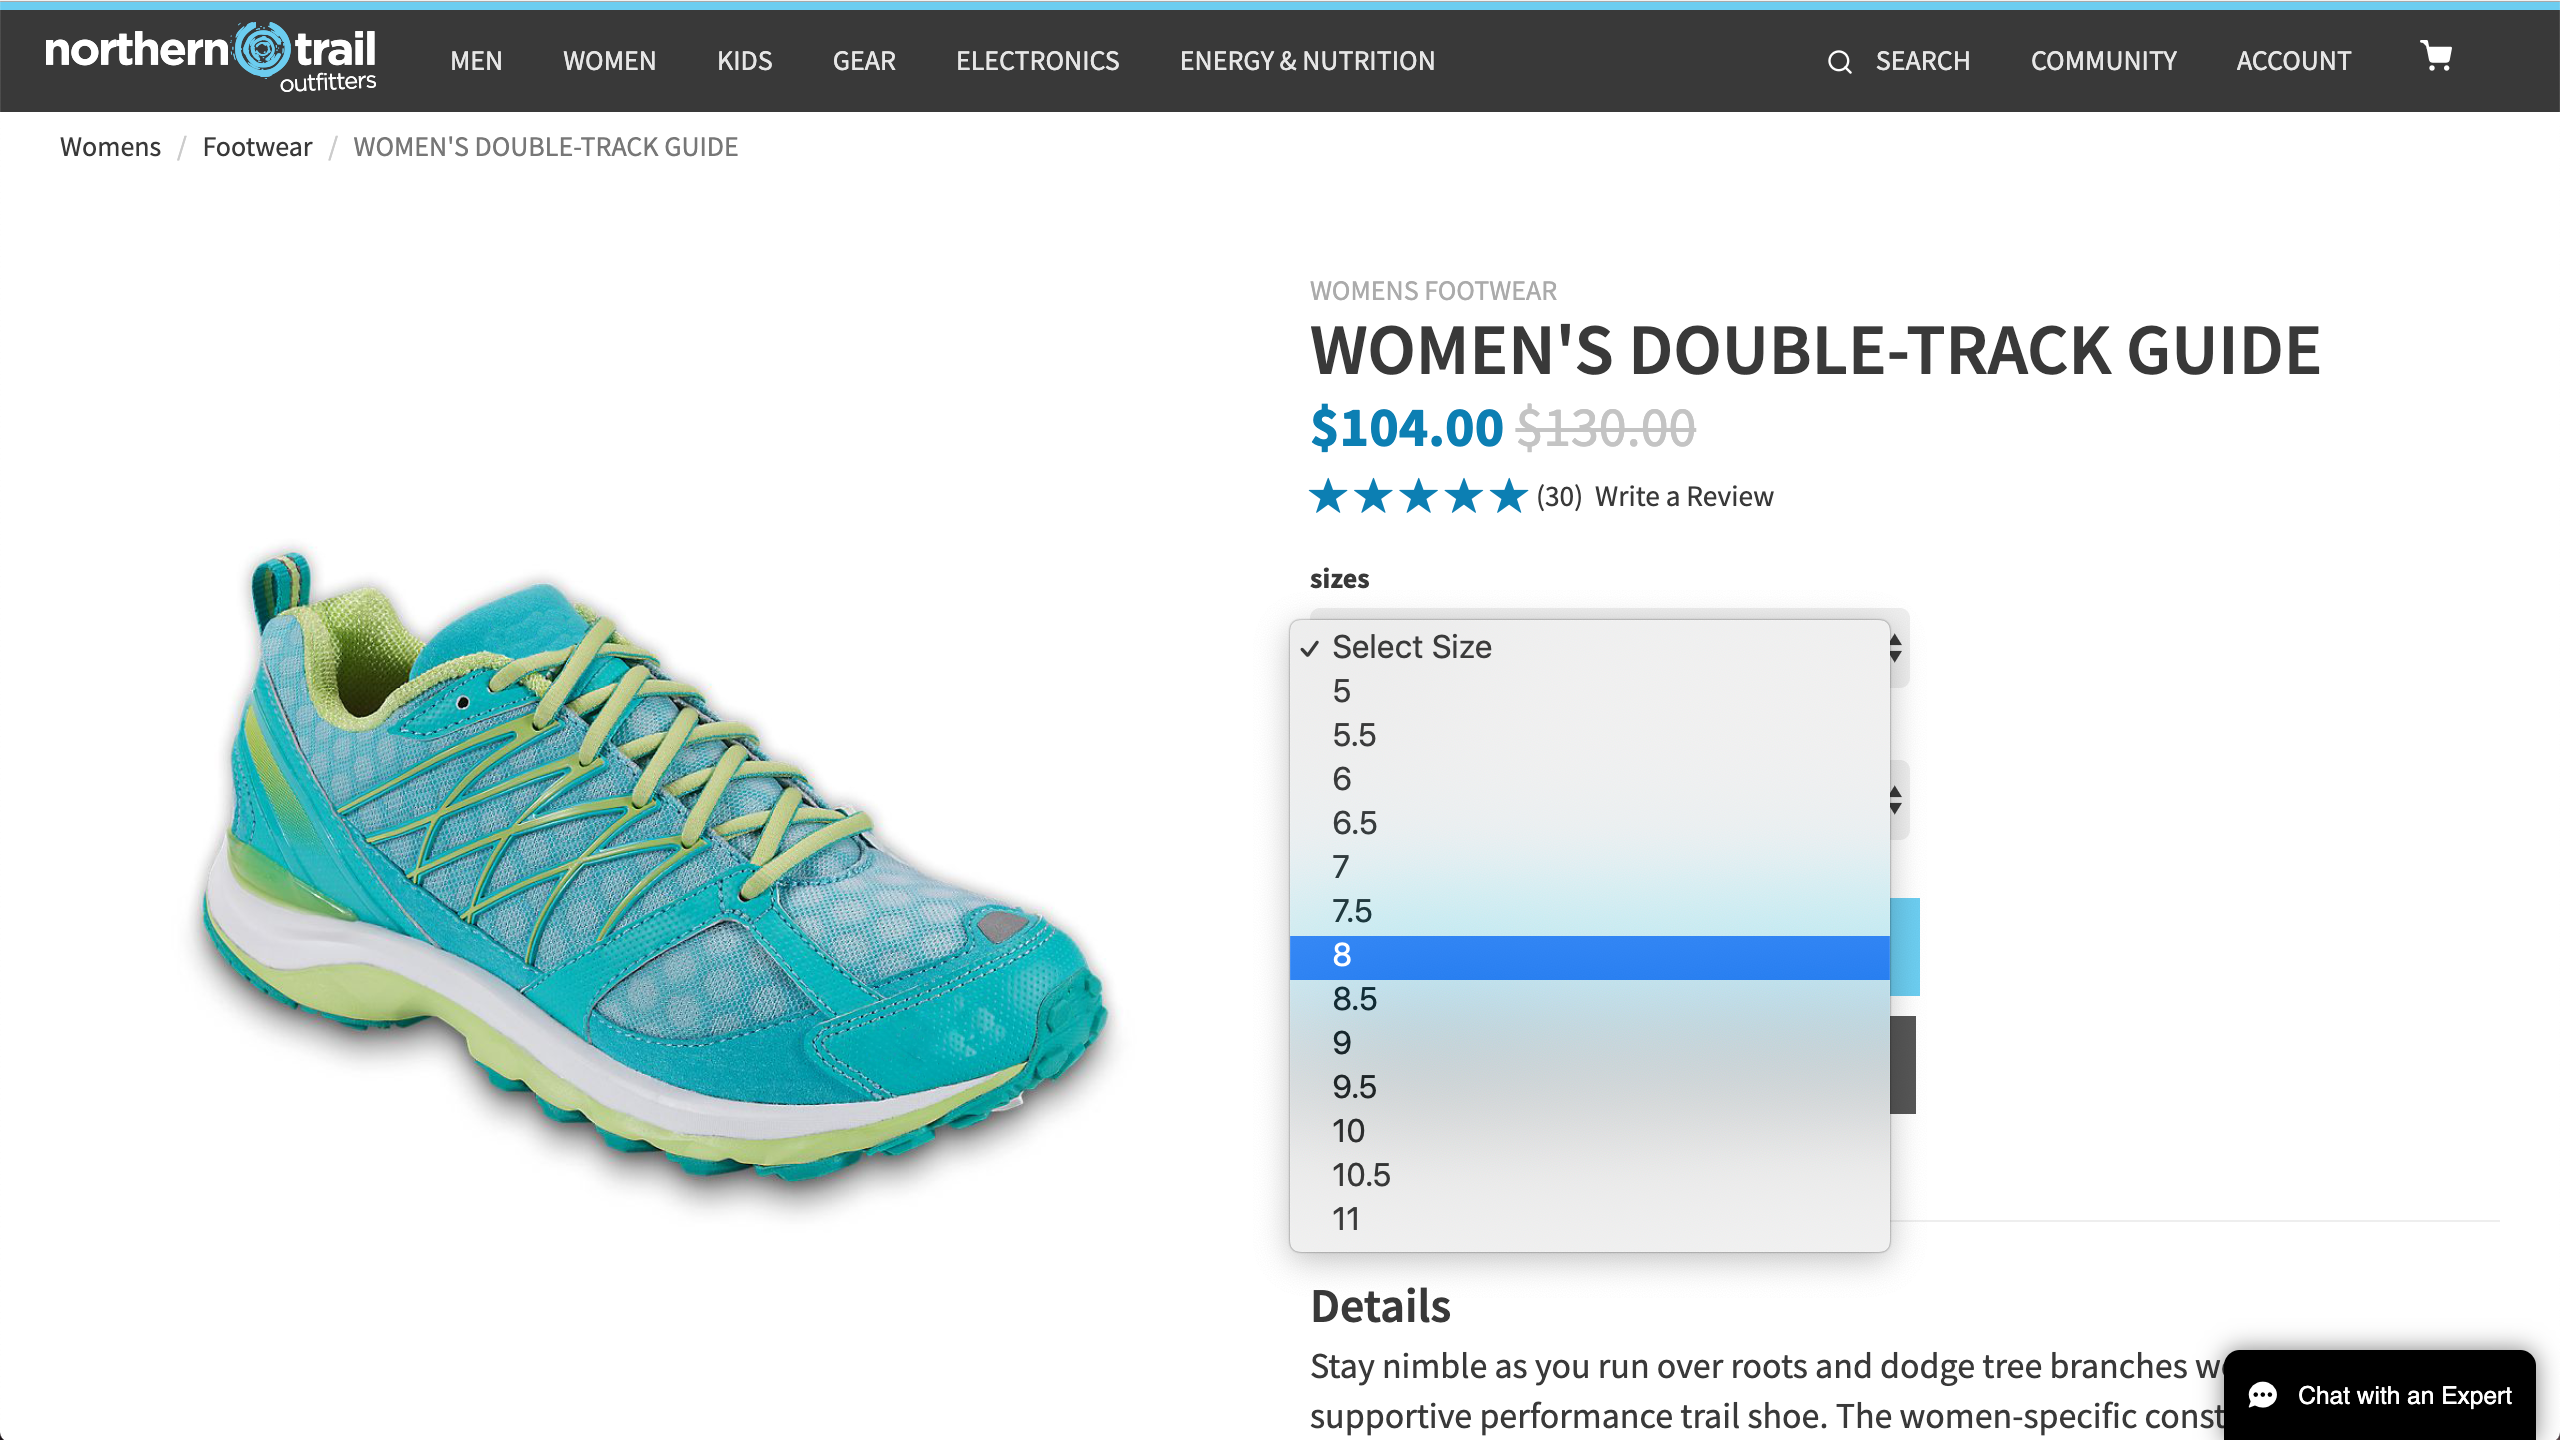 northern trail
outfitters
MEN WOMEN KIDS GEAR ELECTRONICS ENERGY & NUTRITION SEARCH COMMUNITY ACCOUNT
Womens / Footwear / WOMEN'S DOUBLE-TRACK GUIDE
WOMENS FOOTWEAR
WOMEN'S DOUBLE-TRACK GUIDE
$104.00 $130.00
(30) Write a Review
sizes
✓ Select Size
5
5.5
6
6.5
7
7.5
8
8.5
9
9.5
10
10.5
11
Details
Stay nimble as you run over roots and dodge tree branches
supportive performance trail shoe. The women-specific
Chat with an Expert